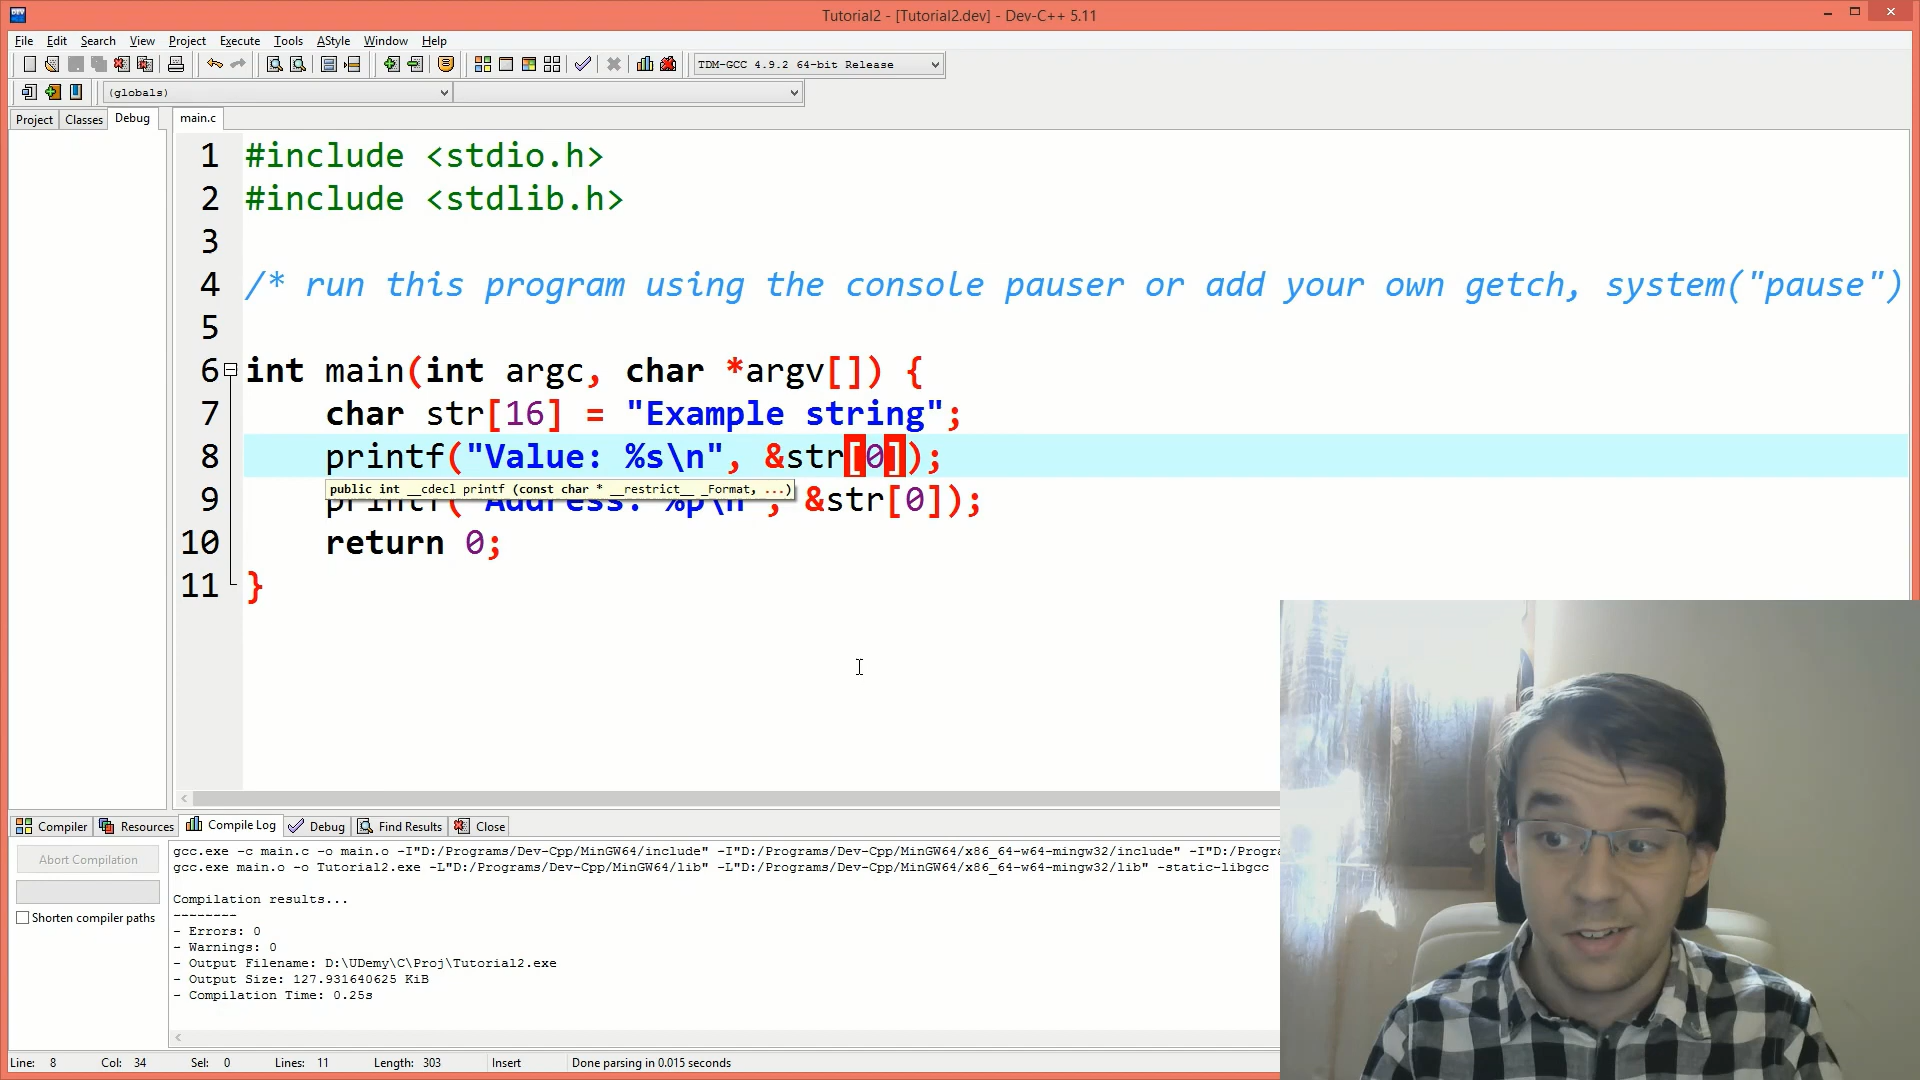 Tutorial2 - [Tutorial2.dev] - Dev-C++ 5.11
File Edit Search View Project Execute Tools AStyle Window Help
TDM-GCC 4.9.2 64-bit Release
(globals)
Project Classes Debug main.c
1 #include <stdio.h>
2 #include <stdlib.h>
3
4 /* run this program using the console pauser or add your own getch, system("pause")
5
6 int main(int argc, char *argv[]) {
7 char str[16] = "Example string";
8 printf("Value: %s\n", &str[0]);
public int __cdecl printf (const char * __restrict__ _Format, ...)
9 printf("Address: %p\n", &str[0]);
10 return 0;
11 }
Compiler Resources Compile Log Debug Find Results Close
Abort Compilation
Shorten compiler paths
gcc.exe -c main.c -o main.o -I"D:/Programs/Dev-Cpp/MinGW64/include" -I"D:/Programs/Dev-Cpp/MinGW64/x86_64-w64-mingw32/include" -I"D:/Progra
gcc.exe main.o -o Tutorial2.exe -L"D:/Programs/Dev-Cpp/MinGW64/lib" -L"D:/Programs/Dev-Cpp/MinGW64/x86_64-w64-mingw32/lib" -static-libgcc
Compilation results...
--------
- Errors: 0
- Warnings: 0
- Output Filename: D:\UDemy\C\Proj\Tutorial2.exe
- Output Size: 127.931640625 KiB
- Compilation Time: 0.25s
Line: 8 Col: 34 Sel: 0 Lines: 11 Length: 303 Insert Done parsing in 0.015 seconds